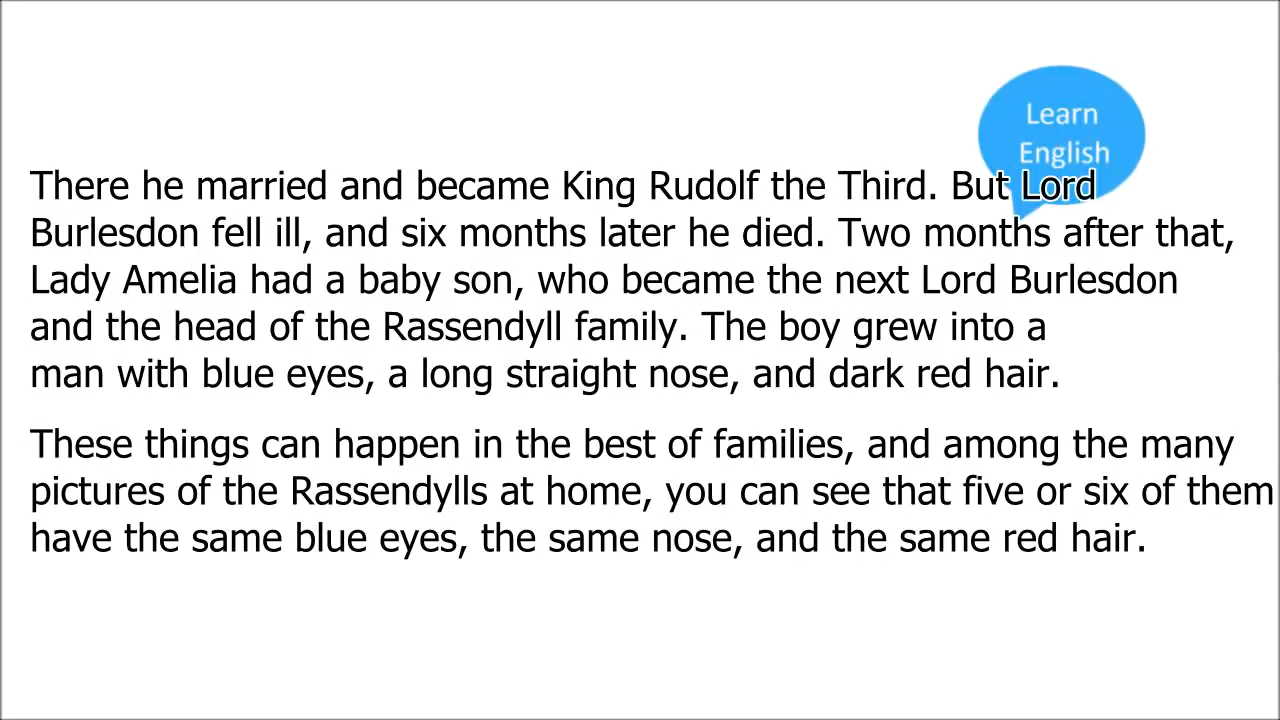 Learn
English
There he married and became King Rudolf the Third. But Lord
Burlesdon fell ill, and six months later he died. Two months after that,
Lady Amelia had a baby son, who became the next Lord Burlesdon
and the head of the Rassendyll family. The boy grew into a
man with blue eyes, a long straight nose, and dark red hair.
These things can happen in the best of families, and among the many
pictures of the Rassendylls at home, you can see that five or six of them
have the same blue eyes, the same nose, and the same red hair.